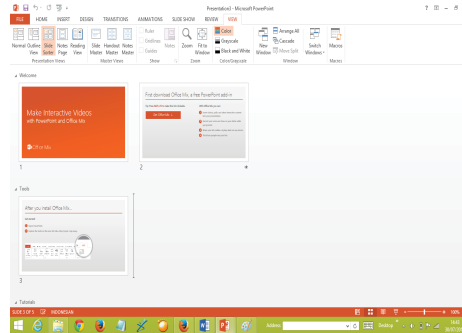 Presentation2 - Microsoft PowerPoint
FILE HOME INSERT DESIGN TRANSITIONS ANIMATIONS SLIDE SHOW REVIEW VIEW
Normal Outline View Slide Sorter Notes Page Reading View
Presentation Views
Slide Master Handout Master Notes Master
Master Views
Ruler
Gridlines
Guides
Notes
Show
Zoom Fit to Window
Zoom
Color
Grayscale
Black and White
Color/Grayscale
New Window
Arrange All
Cascade
Move Split
Switch Windows
Window
Macros
Macros
Welcome
Make Interactive Videos
with PowerPoint and Office Mix
Office Mix
1
First download Office Mix, a free PowerPoint add-in
2
Tools
After you install Office Mix...
3
Tutorials
SLIDE 5 OF 5 INDONESIAN
100%
Address
Desktop